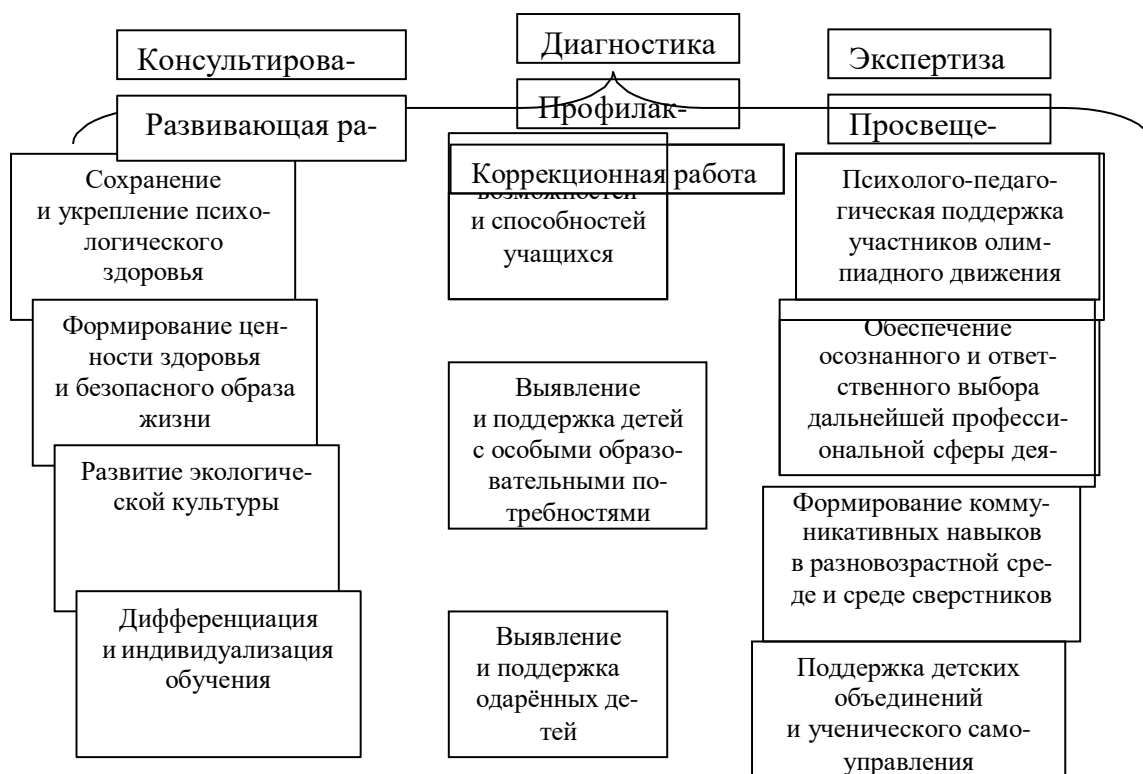 Консультирова-
Диагностика
Экспертиза
Развивающая ра-
Профилак-
Просвеще-
Коррекционная работа
Сохранение
и укрепление психо-
логического
здоровья
Формирование цен-
ности здоровья
и безопасного образа
жизни
Развитие экологиче-
ской культуры
Дифференциация
и индивидуализация
обучения
возможностей
и способностей
учащихся
Выявление
и поддержка детей
с особыми образо-
вательными по-
требностями
Выявление
и поддержка
одарённых де-
тей
Психолого-педаго-
гическая поддержка
участников олим-
пиадного движения
Обеспечение
осознанного и ответ-
ственного выбора
дальнейшей професси-
ональной сферы дея-
Формирование комму-
никативных навыков
в разновозрастной сре-
де и среде сверстников
Поддержка детских
объединений
и ученического само-
управления